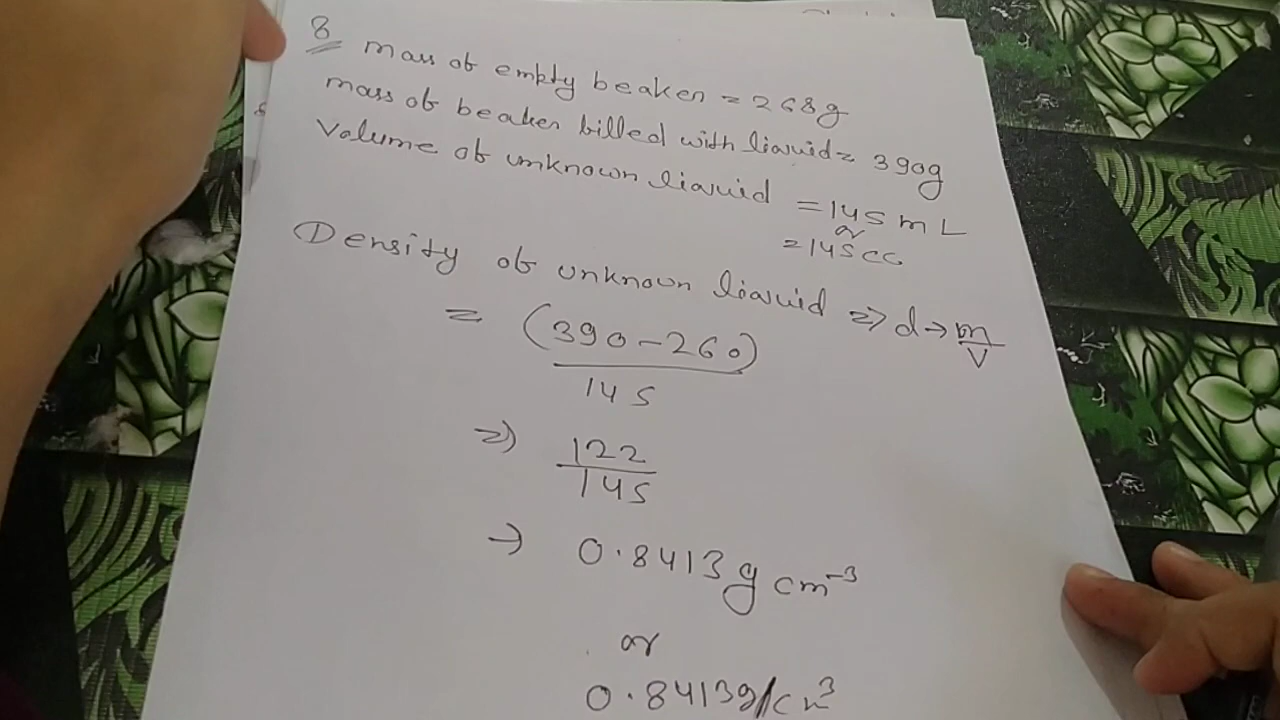 8 Mass of empty beaker = 268g
mass of beaker filled with liquid = 390g
Volume of unknown liquid = 145 mL
or
= 145 cc
Density of unknown liquid => d → m/V
= (390-260)/145
=> 122/145
→ 0.8413 g cm⁻³
or
0.8413g/cm³